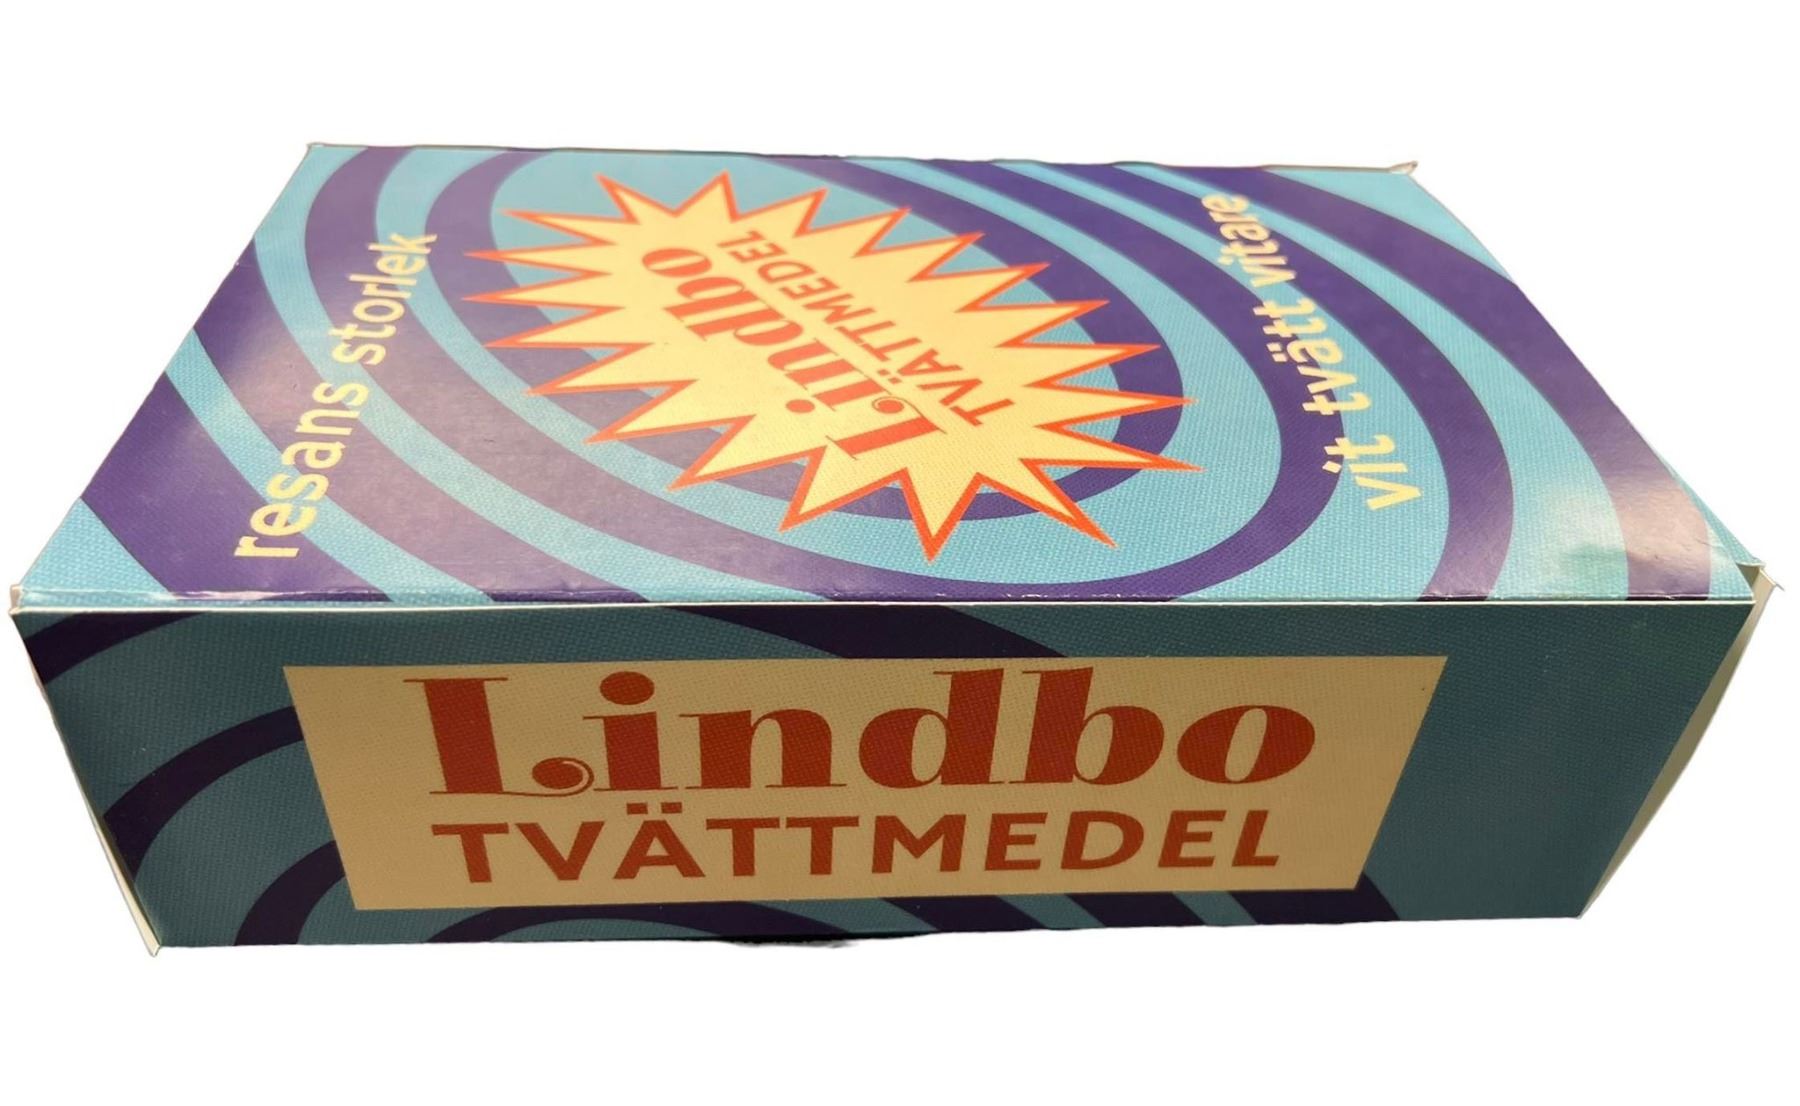 vit tvätt vitare
Lindbo
TVÄTTMEDEL
resans storlek
Lindbo
TVÄTTMEDEL